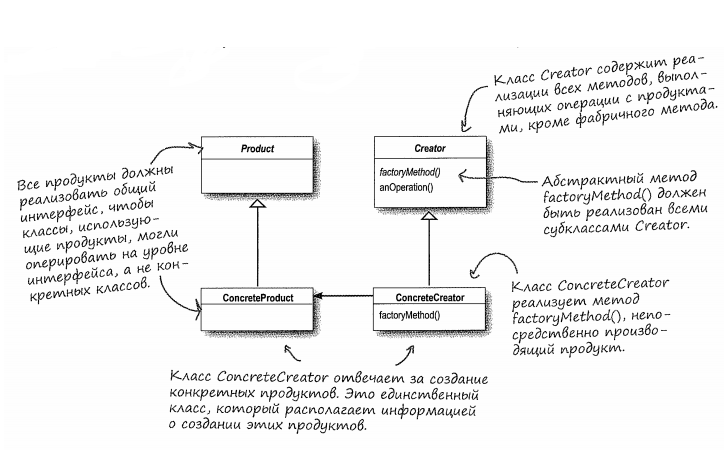 Класс Creator содержит реа-
лизации всех методов, выпол-
няющих операции с продукта-
ми, кроме фабричного метода.
Product
Creator
factoryMethod()
anOperation()
Все продукты должны
реализовать общий
интерфейс, чтобы
классы, использую-
щие продукты, могли
оперировать на уровне
интерфейса, а не кон-
кретных классов.
Абстрактный метод
factoryMethod() должен
быть реализован всеми
субклассами Creator.
ConcreteProduct
ConcreteCreator
factoryMethod()
Класс ConcreteCreator
реализует метод
factoryMethod(), непо-
средственно произво-
дящий продукт.
Класс ConcreteCreator отвечает за создание
конкретных продуктов. Это единственный
класс, который располагает информацией
о создании этих продуктов.